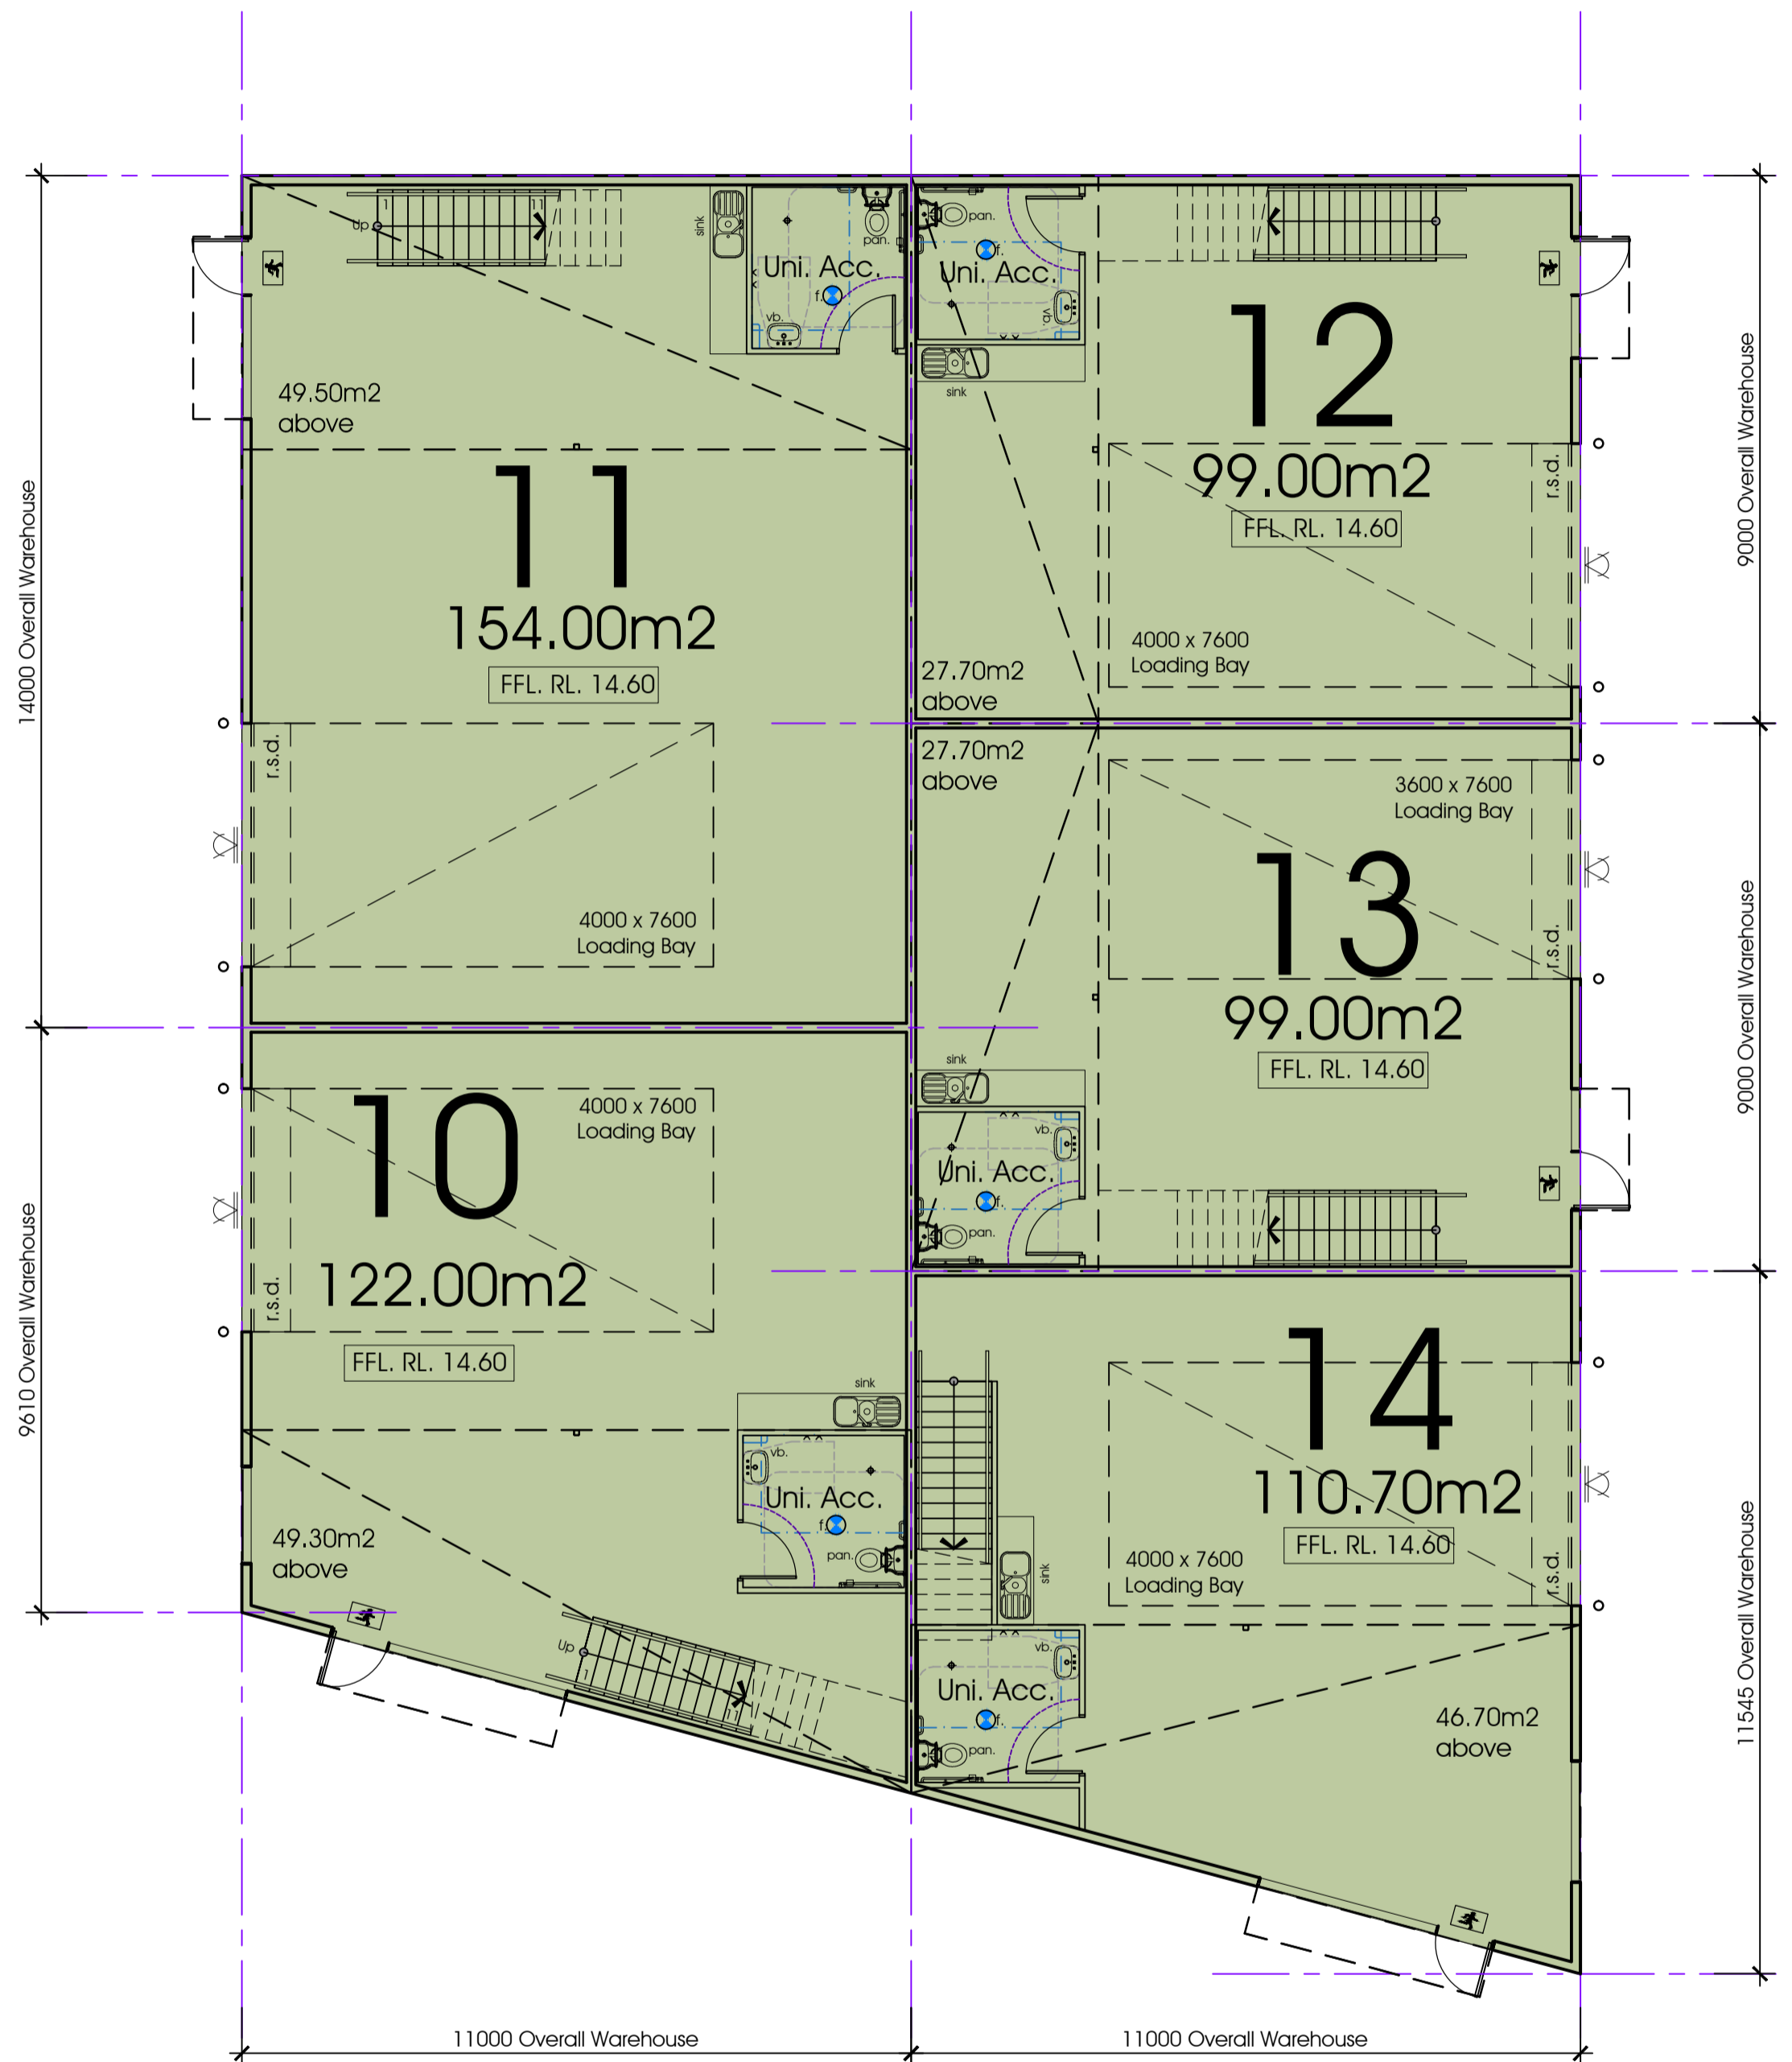 Up
1
11
sink
pan.
Uni. Acc.
f.
vb.
49.50m2
above
11
154.00m2
FFL. RL. 14.60
r.s.d.
4000 x 7600
Loading Bay
14000 Overall Warehouse
pan.
f.
Uni. Acc.
vb.
sink
12
99.00m2
FFL. RL. 14.60
r.s.d.
4000 x 7600
Loading Bay
27.70m2
above
9000 Overall Warehouse
27.70m2
above
3600 x 7600
Loading Bay
13
99.00m2
FFL. RL. 14.60
r.s.d.
sink
vb.
Uni. Acc.
f.
pan.
9000 Overall Warehouse
10
4000 x 7600
Loading Bay
122.00m2
r.s.d.
FFL. RL. 14.60
sink
vb.
Uni. Acc.
f.
pan.
49.30m2
above
Up
1
11
9610 Overall Warehouse
14
110.70m2
FFL. RL. 14.60
4000 x 7600
Loading Bay
r.s.d.
sink
vb.
Uni. Acc.
f.
pan.
46.70m2
above
11545 Overall Warehouse
11000 Overall Warehouse
11000 Overall Warehouse